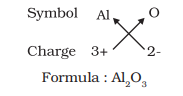 Symbol Al O
Charge 3+ 2-
Formula : Al₂O₃